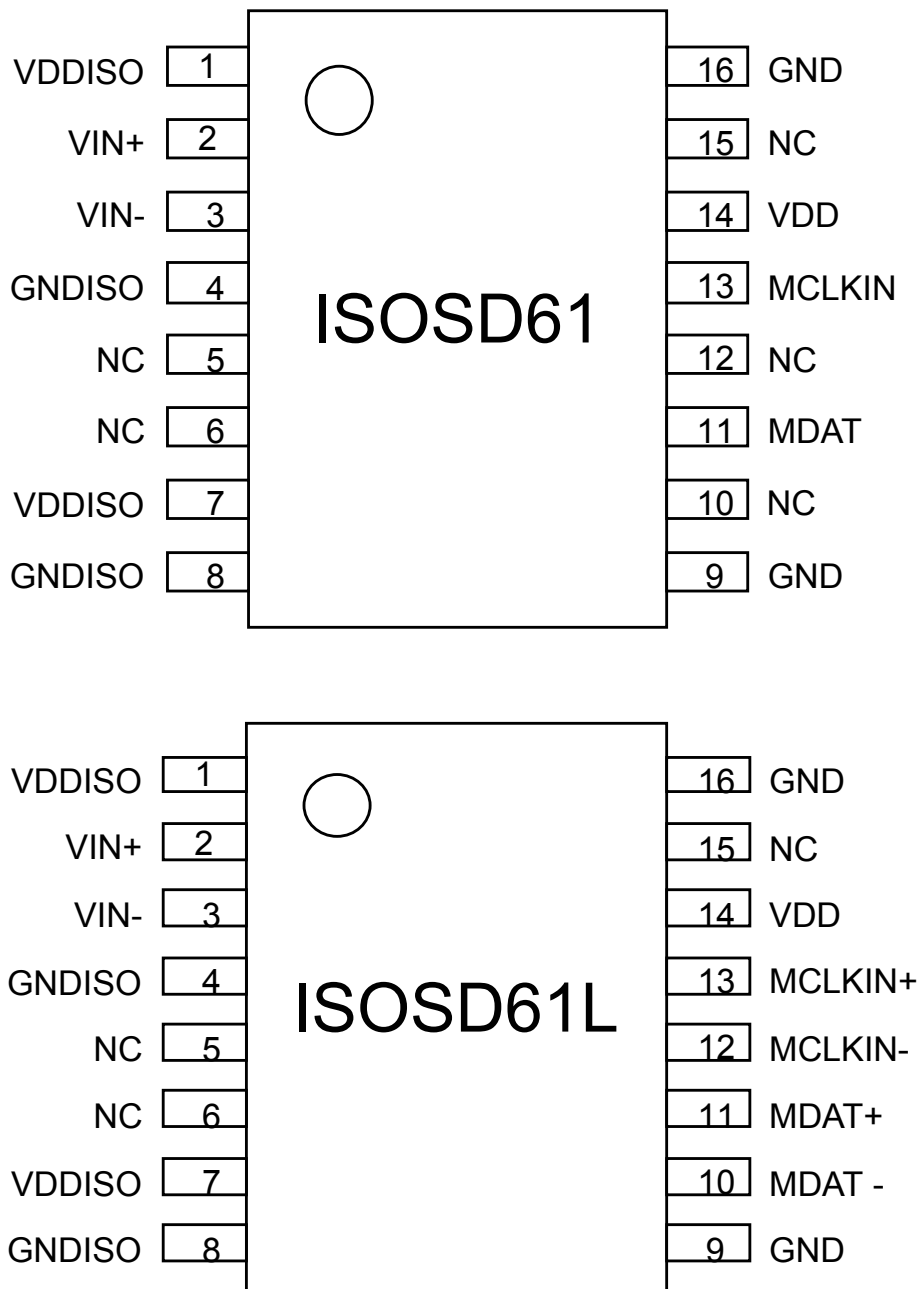 VDDISO 1 16 GND
VIN+ 2 15 NC
VIN- 3 14 VDD
GNDISO 4 13 MCLKIN
ISOSD61
NC 5 12 NC
NC 6 11 MDAT
VDDISO 7 10 NC
GNDISO 8 9 GND
VDDISO 1 16 GND
VIN+ 2 15 NC
VIN- 3 14 VDD
GNDISO 4 13 MCLKIN+
ISOSD61L
NC 5 12 MCLKIN-
NC 6 11 MDAT+
VDDISO 7 10 MDAT -
GNDISO 8 9 GND